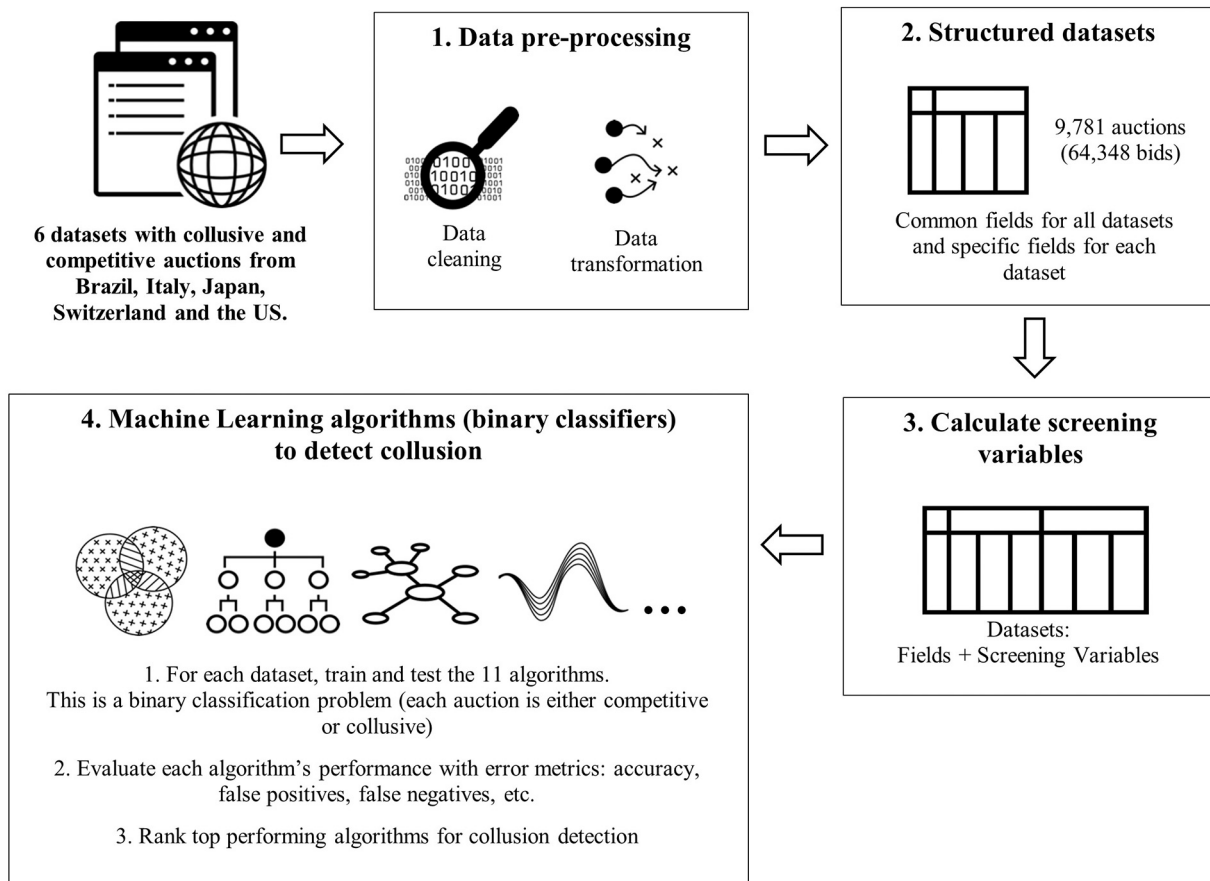 6 datasets with collusive and
competitive auctions from
Brazil, Italy, Japan,
Switzerland and the US.
1. Data pre-processing
Data
cleaning
Data
transformation
2. Structured datasets
9,781 auctions
(64,348 bids)
Common fields for all datasets
and specific fields for each
dataset
3. Calculate screening
variables
Datasets:
Fields + Screening Variables
4. Machine Learning algorithms (binary classifiers)
to detect collusion
1. For each dataset, train and test the 11 algorithms.
This is a binary classification problem (each auction is either competitive
or collusive)
2. Evaluate each algorithm’s performance with error metrics: accuracy,
false positives, false negatives, etc.
3. Rank top performing algorithms for collusion detection